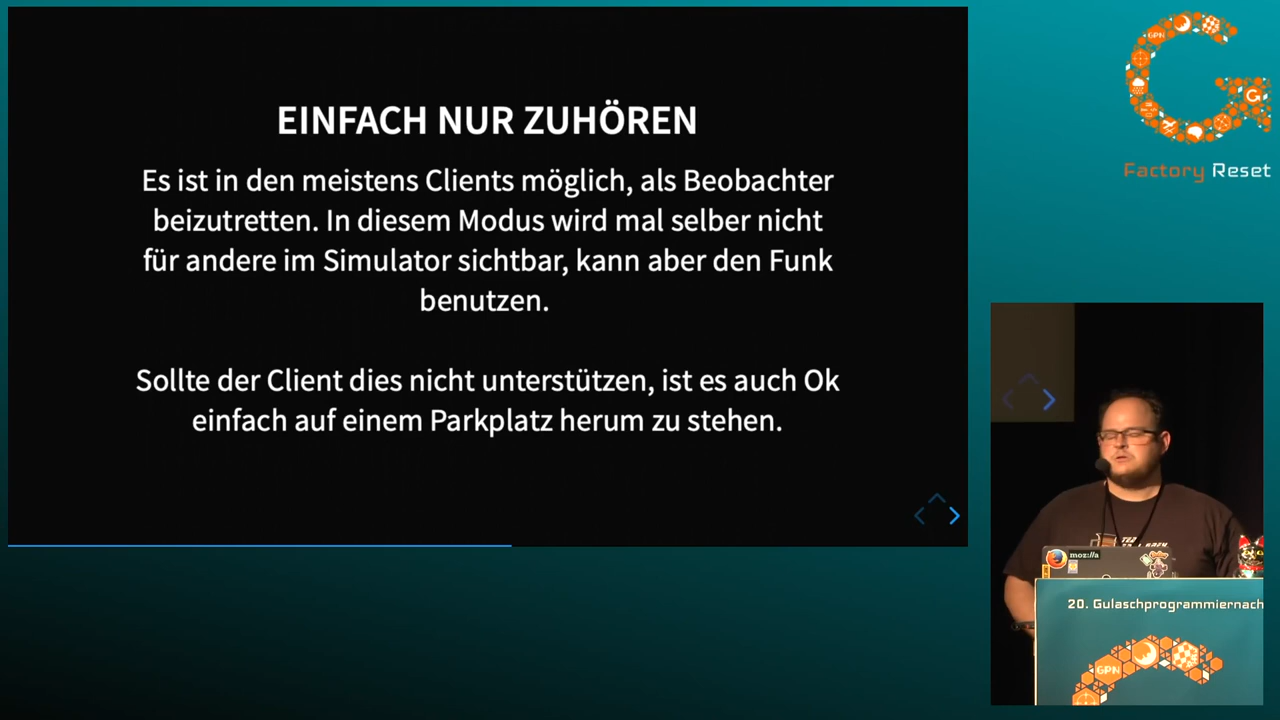 EINFACH NUR ZUHÖREN
Es ist in den meistens Clients möglich, als Beobachter
beizutretten. In diesem Modus wird mal selber nicht
für andere im Simulator sichtbar, kann aber den Funk
benutzen.
Sollte der Client dies nicht unterstützen, ist es auch Ok
einfach auf einem Parkplatz herum zu stehen.
GPN
G
Factory Reset
moz://a
20. Gulaschprogrammiernach
GPN